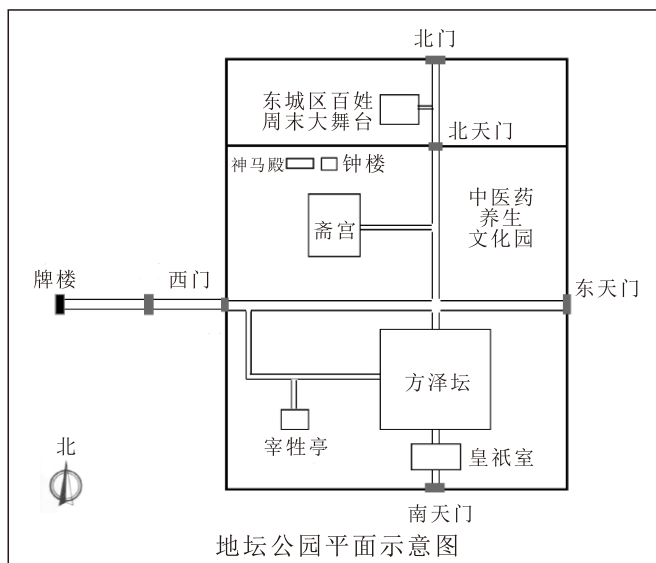 北门
东城区百姓
周末大舞台
北天门
神马殿
钟楼
中医药
养生
文化园
斋宫
牌楼
西门
东天门
方泽坛
宰牲亭
皇祇室
北
南天门
地坛公园平面示意图